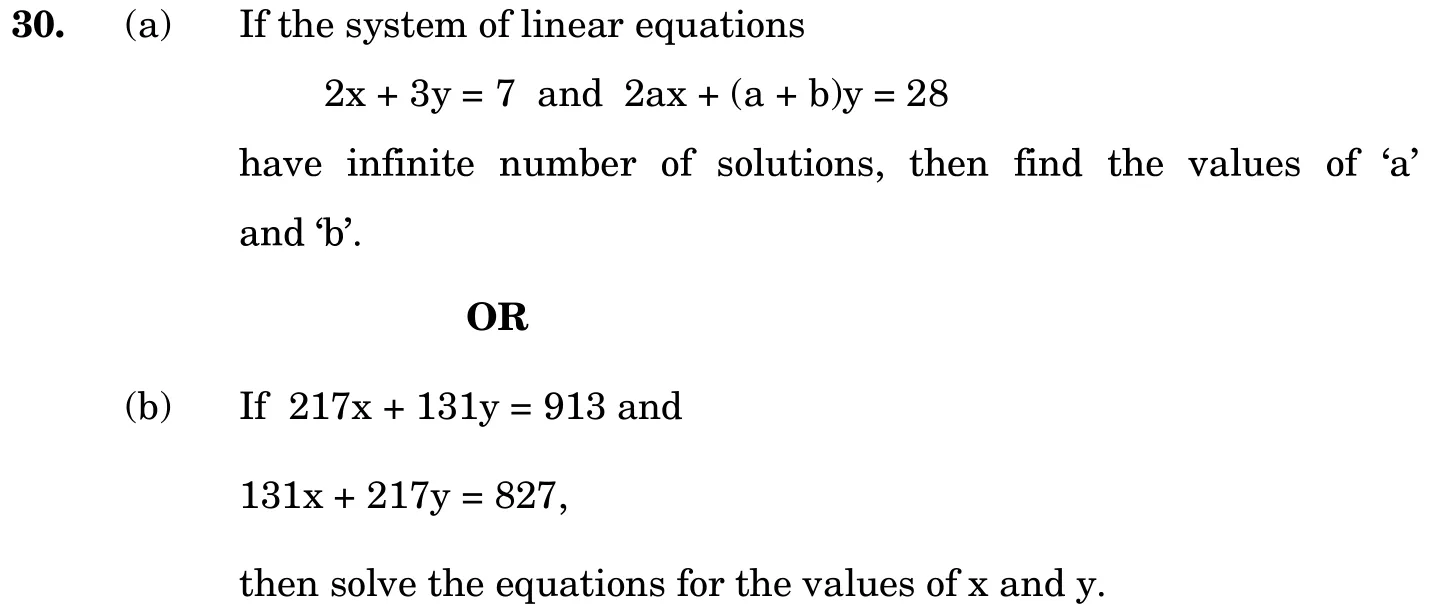 30. (a) If the system of linear equations
2x + 3y = 7 and 2ax + (a + b)y = 28
have infinite number of solutions, then find the values of ‘a’
and ‘b’.
OR
(b) If 217x + 131y = 913 and
131x + 217y = 827,
then solve the equations for the values of x and y.